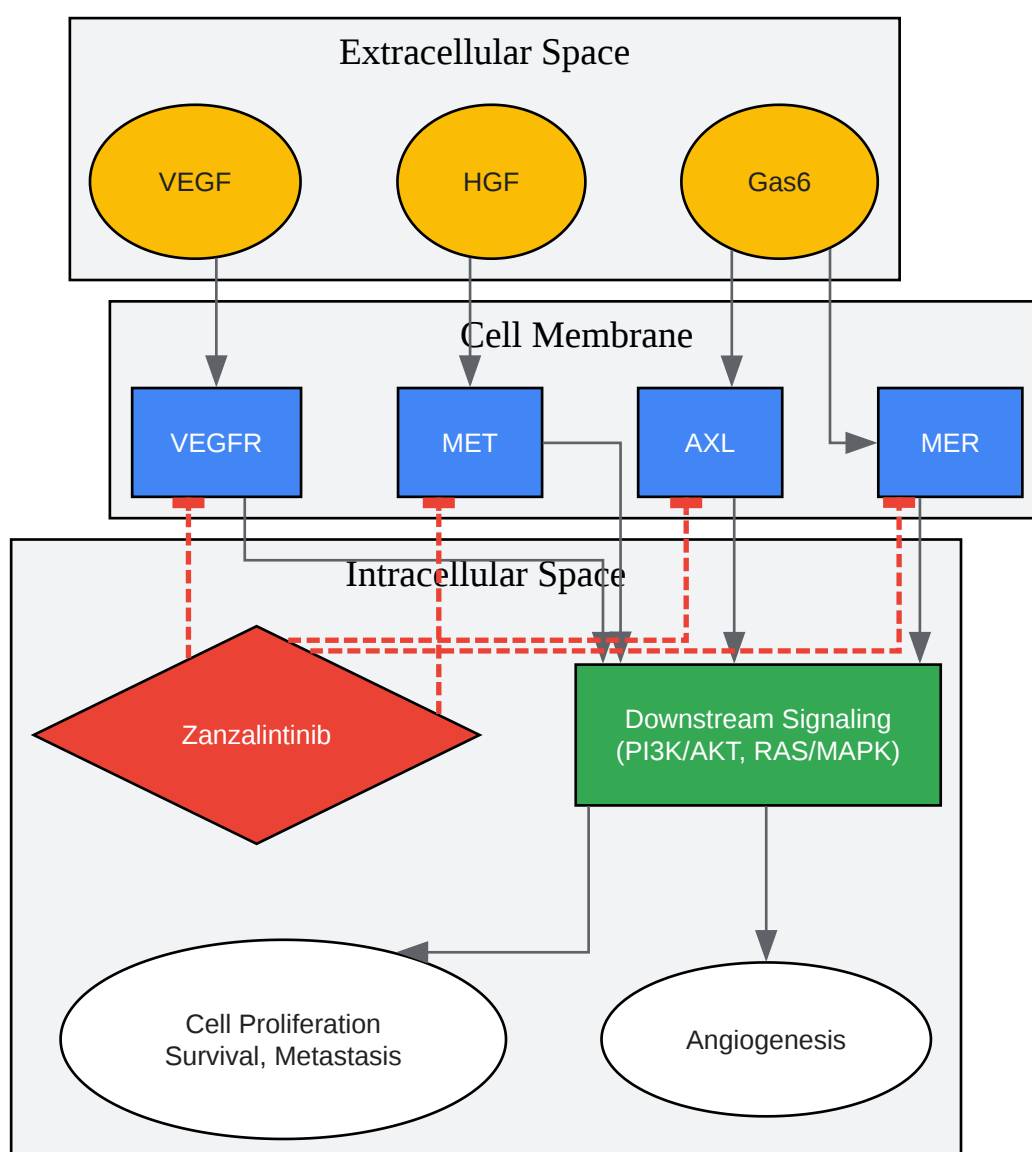 Extracellular Space
VEGF
HGF
Gas6
Cell Membrane
VEGFR
MET
AXL
MER
Intracellular Space
Zanzalintinib
Downstream Signaling
(PI3K/AKT, RAS/MAPK)
Cell Proliferation
Survival, Metastasis
Angiogenesis